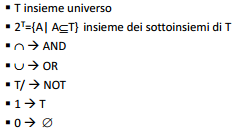 ▪ T insieme universo
▪ 2ᵀ={A| A⊆T} insieme dei sottoinsiemi di T
▪ ∩ → AND
▪ ∪ → OR
▪ T/ → NOT
▪ 1 → T
▪ 0 → ∅